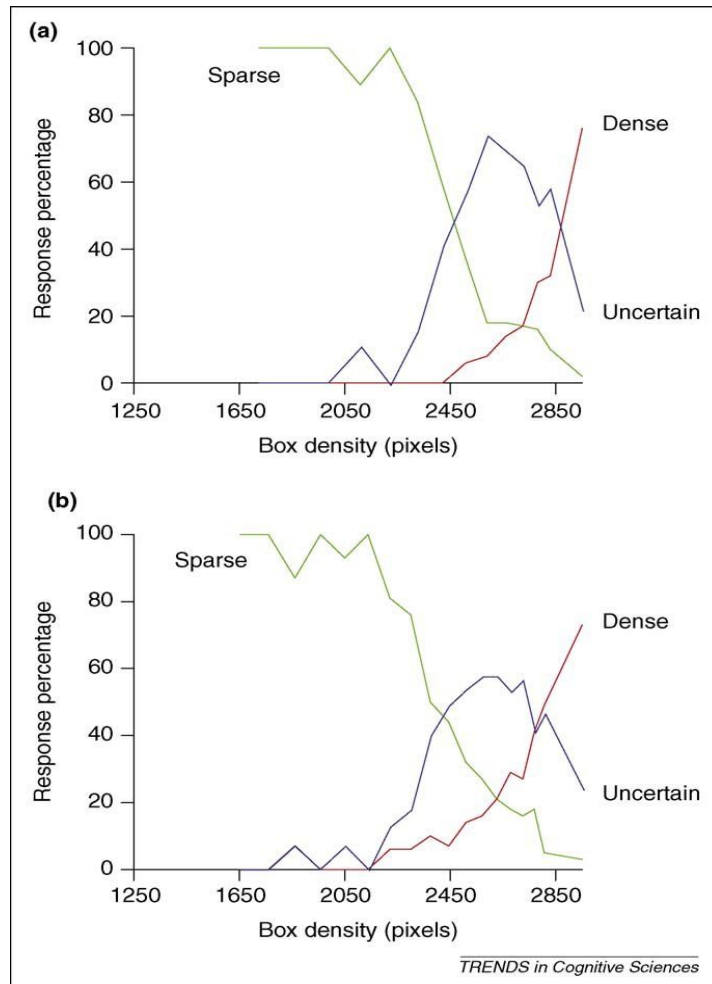 (a)
100
80
60
40
20
0
Response percentage
Sparse
Dense
Uncertain
1250 1650 2050 2450 2850
Box density (pixels)
(b)
100
80
60
40
20
0
Response percentage
Sparse
Dense
Uncertain
1250 1650 2050 2450 2850
Box density (pixels)
TRENDS in Cognitive Sciences